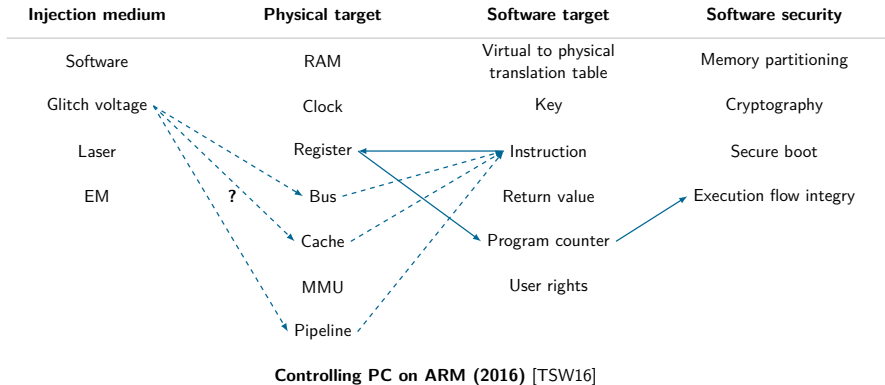 Injection medium
Physical target
Software target
Software security
Software
RAM
Virtual to physical
translation table
Memory partitioning
Glitch voltage
Clock
Key
Cryptography
Laser
Register
Instruction
Secure boot
EM
?
Bus
Return value
Execution flow integry
Cache
Program counter
MMU
User rights
Pipeline
Controlling PC on ARM (2016) [TSW16]